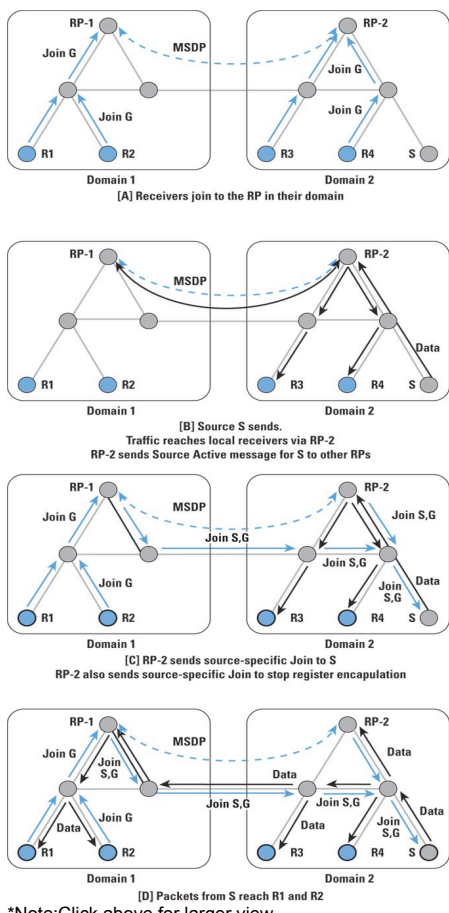 RP-1
RP-2
MSDP
Join G
Join G
Join G
Join G
R1
R2
R3
R4
S
Domain 1
Domain 2
[A] Receivers join to the RP in their domain
RP-1
RP-2
MSDP
Data
R1
R2
R3
R4
S
Domain 1
Domain 2
[B] Source S sends.
Traffic reaches local receivers via RP-2
RP-2 sends Source Active message for S to other RPs
RP-1
RP-2
MSDP
Join G
Join S,G
Join S,G
Join S,G
Join G
Join
S,G
Data
R1
R2
R3
R4
S
Domain 1
Domain 2
[C] RP-2 sends source-specific Join to S
RP-2 also sends source-specific Join to stop register encapulation
RP-1
RP-2
MSDP
Join G
Join
S,G
Data
Data
Join S,G
Join S,G
Data
Join G
Data
Join
S,G
Data
R1
R2
R3
R4
S
Domain 1
Domain 2
[D] Packets from S reach R1 and R2
*Note:Click above for larger view